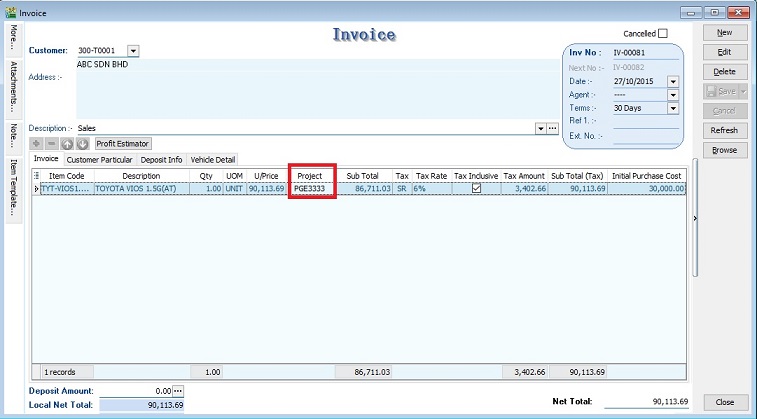 Invoice
More...
Attachments...
Note...
Item Template...
Invoice
Cancelled
Customer: 300-T0001
ABC SDN BHD
Address :-
Inv No : IV-00081
Next No :- IV-00082
Date :- 27/10/2015
Agent :- ----
Terms :- 30 Days
Ref 1. :-
Ext. No. :-
Description :- Sales
Profit Estimator
Invoice Customer Particular Deposit Info Vehicle Detail
Item Code Description Qty UOM U/Price Project Sub Total Tax Tax Rate Tax Inclusive Tax Amount Sub Total (Tax) Initial Purchase Cost
TYT-VIOS1.... TOYOTA VIOS 1.5G(AT) 1.00 UNIT 90,113.69 PGE3333 86,711.03 SR 6% 3,402.66 90,113.69 30,000.00
1 records 1.00 86,711.03 3,402.66 90,113.69
Deposit Amount: 0.00
Local Net Total: 90,113.69
Net Total: 90,113.69
New
Edit
Delete
Save
Cancel
Refresh
Browse
Close